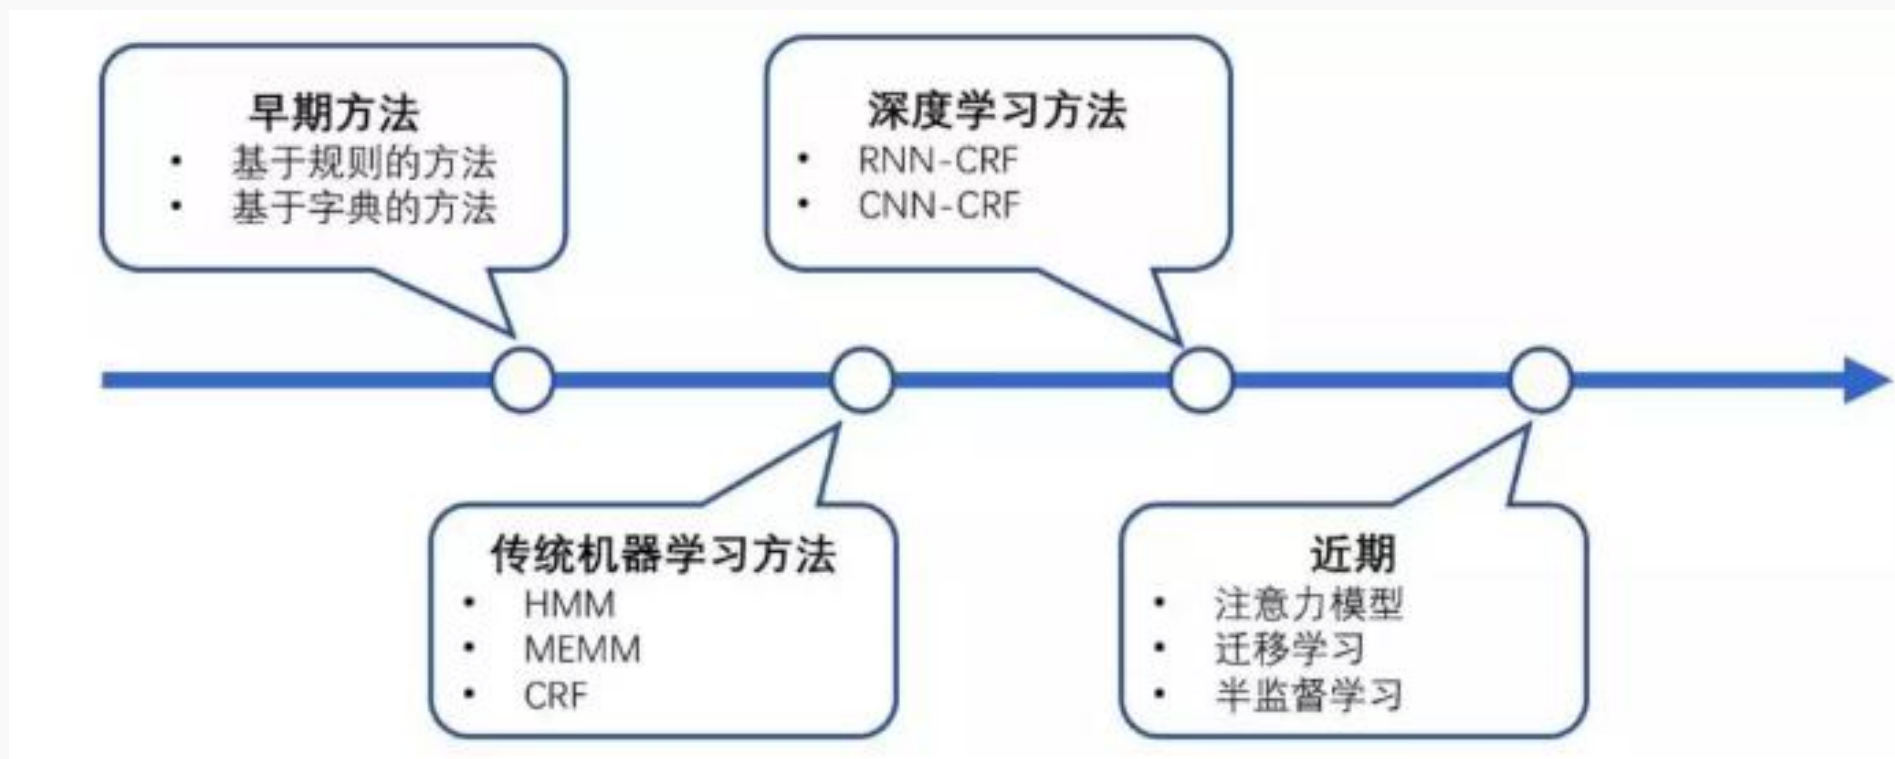 早期方法
• 基于规则的方法
• 基于字典的方法
深度学习方法
• RNN-CRF
• CNN-CRF
传统机器学习方法
• HMM
• MEMM
• CRF
近期
• 注意力模型
• 迁移学习
• 半监督学习